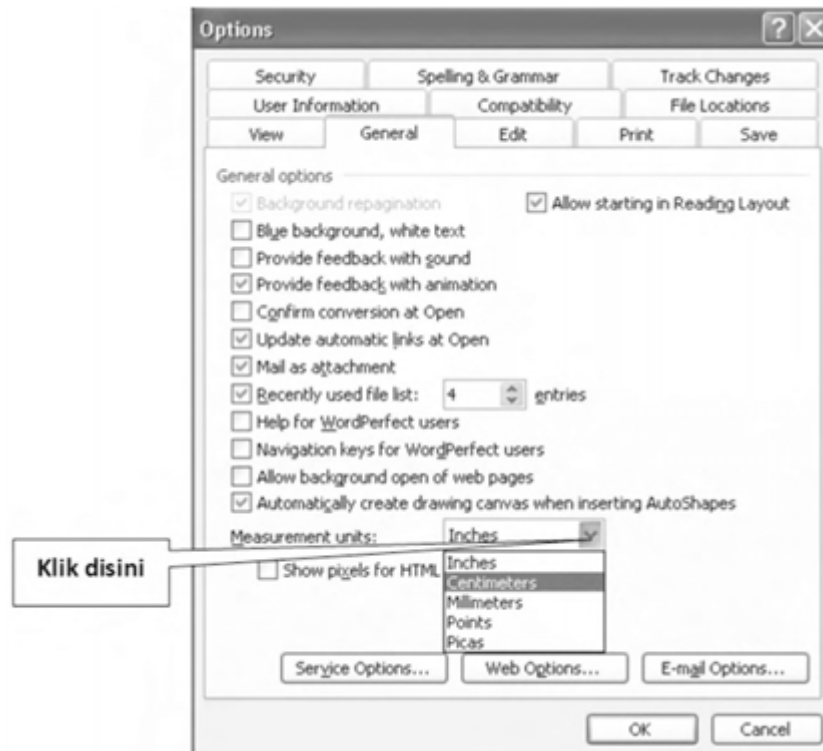 Options
Security Spelling & Grammar Track Changes
User Information Compatibility File Locations
View General Edit Print Save
General options
Background repagination Allow starting in Reading Layout
Blue background, white text
Provide feedback with sound
Provide feedback with animation
Confirm conversion at Open
Update automatic links at Open
Mail as attachment
Recently used file list: 4 entries
Help for WordPerfect users
Navigation keys for WordPerfect users
Allow background open of web pages
Automatically create drawing canvas when inserting AutoShapes
Measurement units: Inches
Klik disini
Inches
Show pixels for HTML Centimeters
Millimeters
Points
Picas
Service Options... Web Options... E-mail Options...
OK Cancel